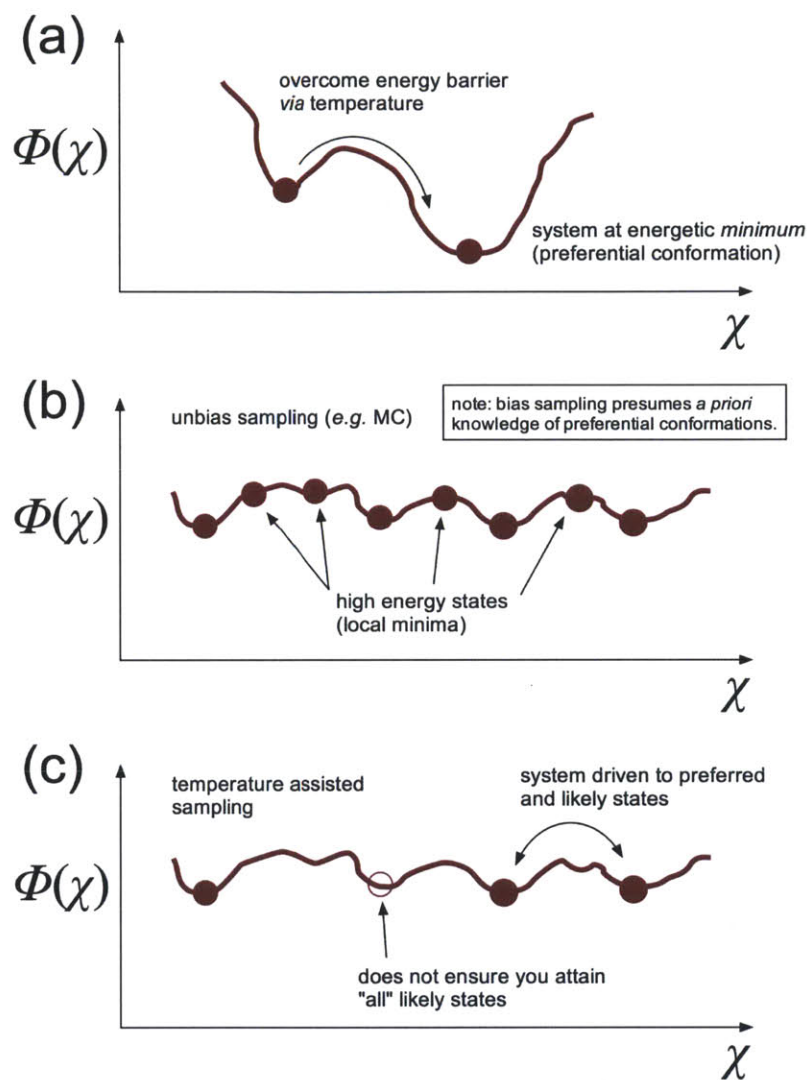 (a)
overcome energy barrier
via temperature
Φ(χ)
system at energetic minimum
(preferential conformation)
χ
(b)
unbias sampling (e.g. MC)
note: bias sampling presumes a priori
knowledge of preferential conformations.
Φ(χ)
high energy states
(local minima)
χ
(c)
temperature assisted
sampling
system driven to preferred
and likely states
Φ(χ)
does not ensure you attain
"all" likely states
χ